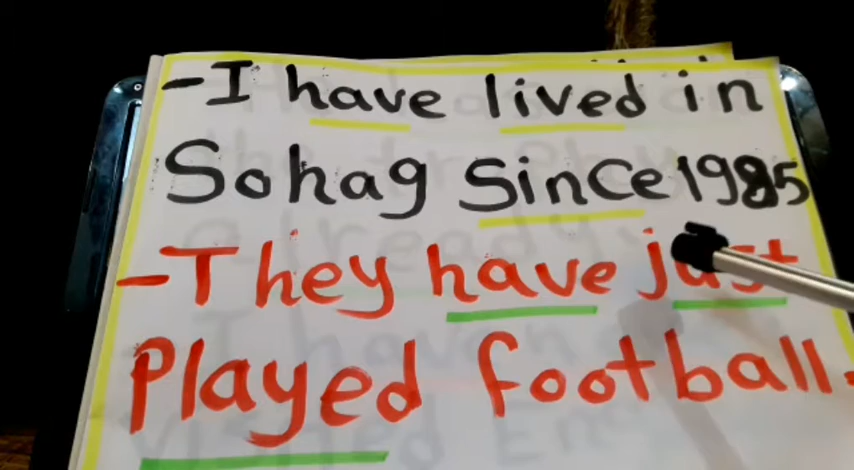 - I have lived in
Sohag Since 1985
- They have just
Played football.